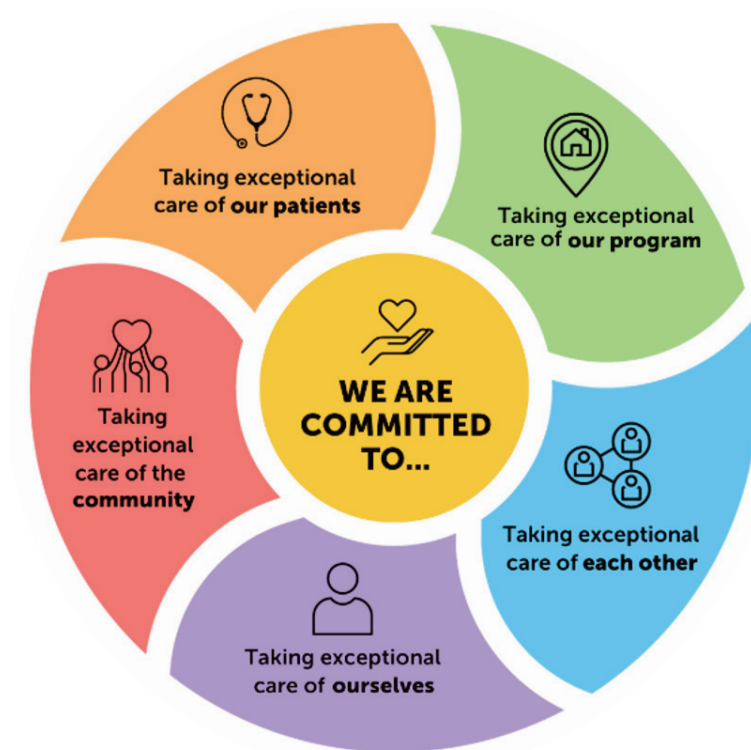 WE ARE
COMMITTED
TO...
Taking exceptional
care of our patients
Taking exceptional
care of our program
Taking exceptional
care of each other
Taking exceptional
care of ourselves
Taking
exceptional
care of the
community